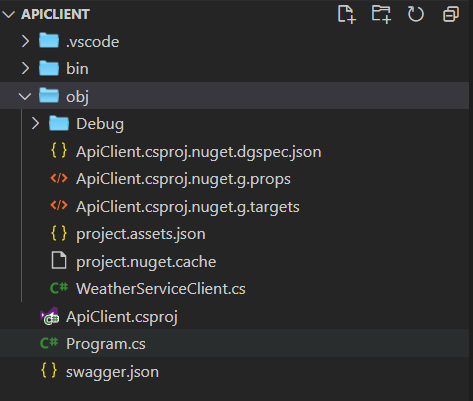 APICLIENT
.vscode
bin
obj
Debug
{ } ApiClient.csproj.nuget.dgspec.json
</> ApiClient.csproj.nuget.g.props
</> ApiClient.csproj.nuget.g.targets
{ } project.assets.json
project.nuget.cache
C# WeatherServiceClient.cs
ApiClient.csproj
C# Program.cs
{ } swagger.json